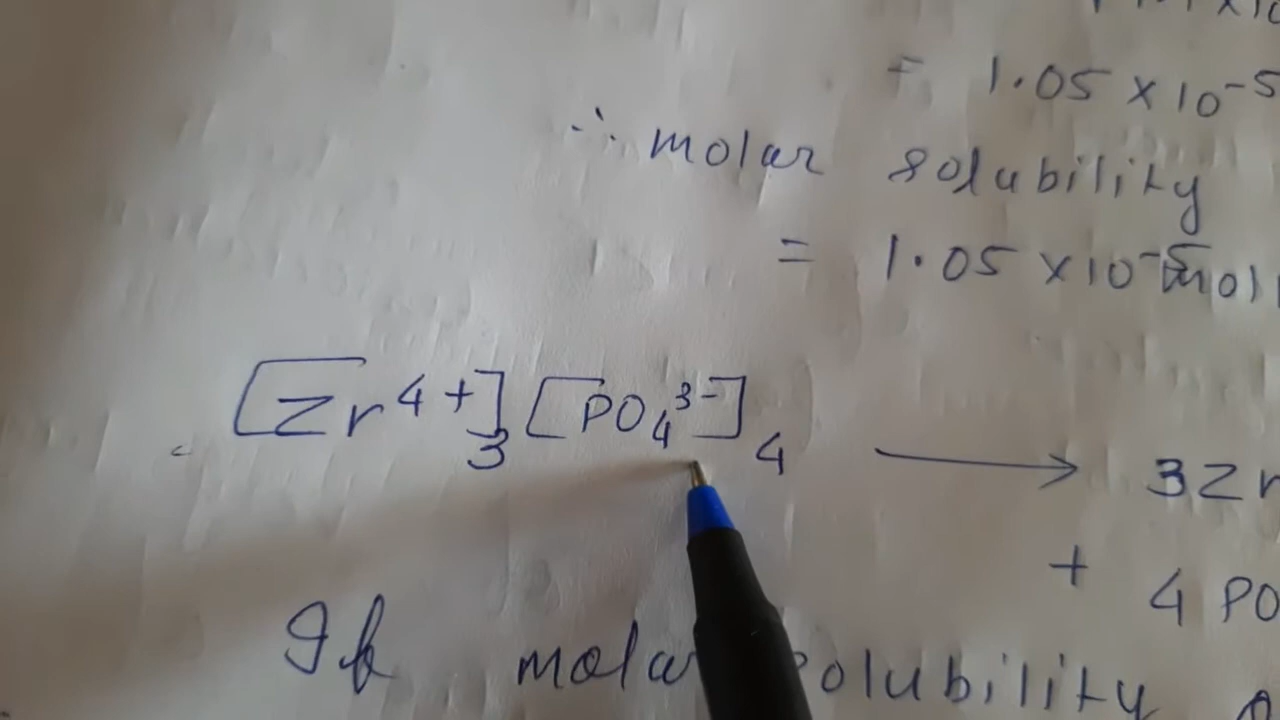 = 1.05 × 10⁻⁵
∴ molar solubility
= 1.05 × 10⁻⁵ mol
[Zr⁴⁺]₃ [PO₄³⁻]₄ ⟶ 3Zr
+ 4 PO
If molar solubility